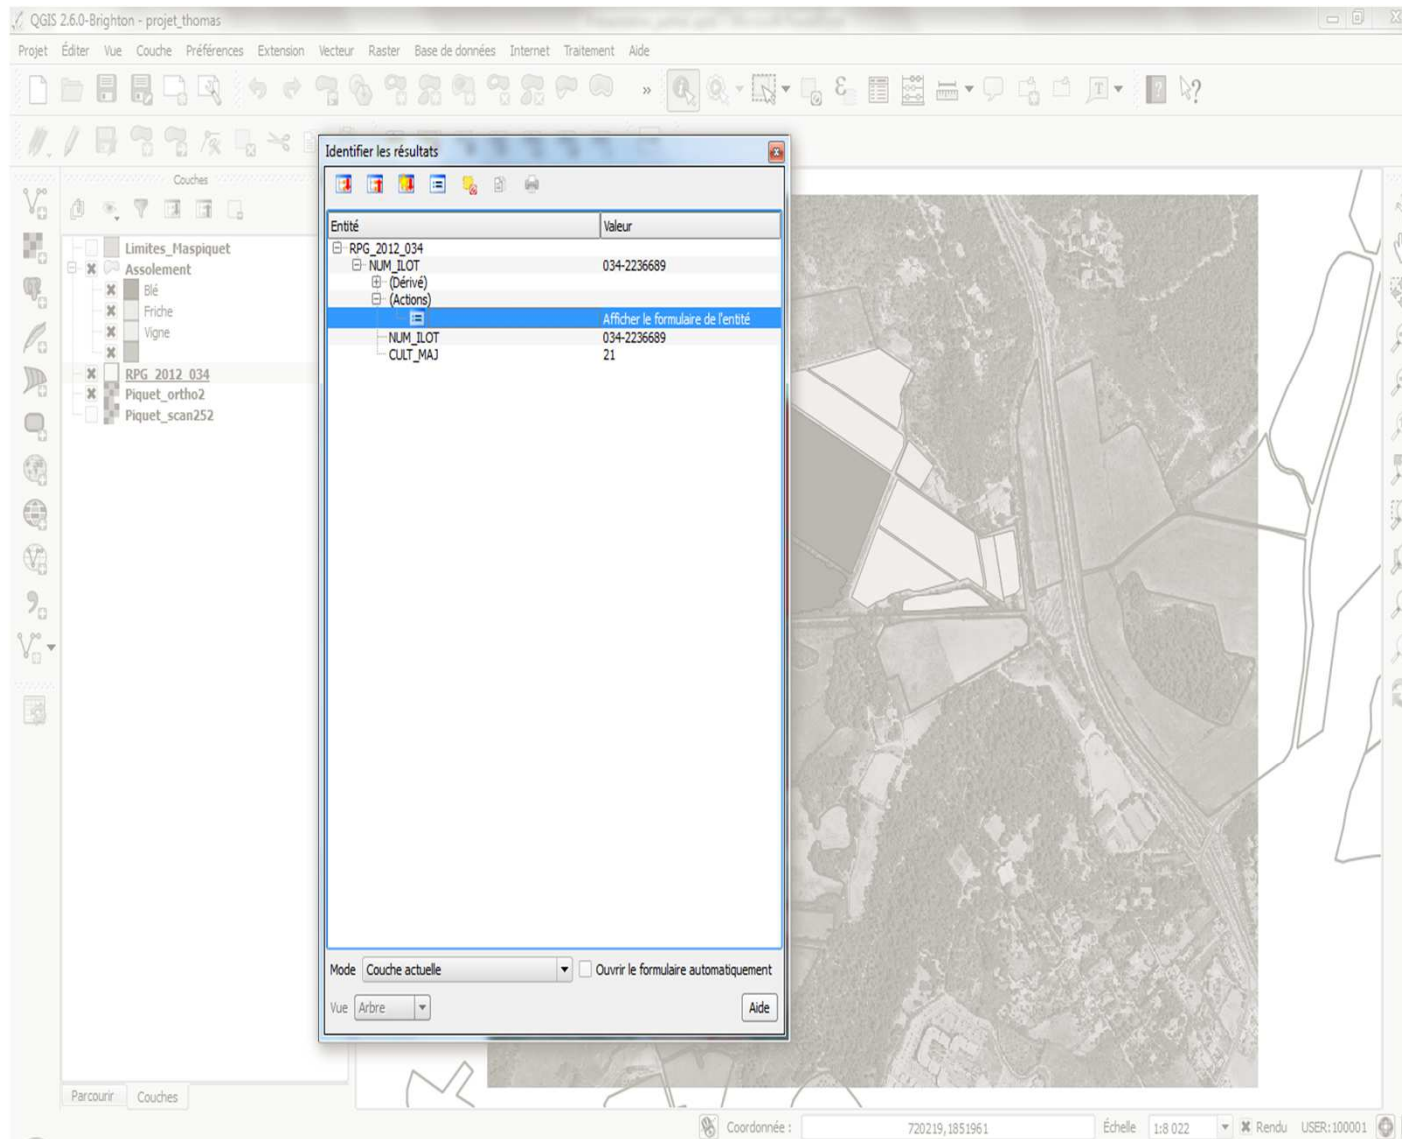 QGIS 2.6.0-Brighton - projet_thomas
Projet Éditer Vue Couche Préférences Extension Vecteur Raster Base de données Internet Traitement Aide
Identifier les résultats
Couches
Entité Valeur
RPG_2012_034
NUM_ILOT 034-2236689
(Dérivé)
(Actions)
Afficher le formulaire de l'entité
NUM_ILOT 034-2236689
CULT_MAJ 21
Limites_Maspiquet
Assolement
Blé
Friche
Vigne
RPG_2012_034
Piquet_ortho2
Piquet_scan252
Mode Couche actuelle Ouvrir le formulaire automatiquement
Vue Arbre Aide
Parcourir Couches
Coordonnée : 720219,1851961 Échelle 1:8 022 Rendu USER:100001